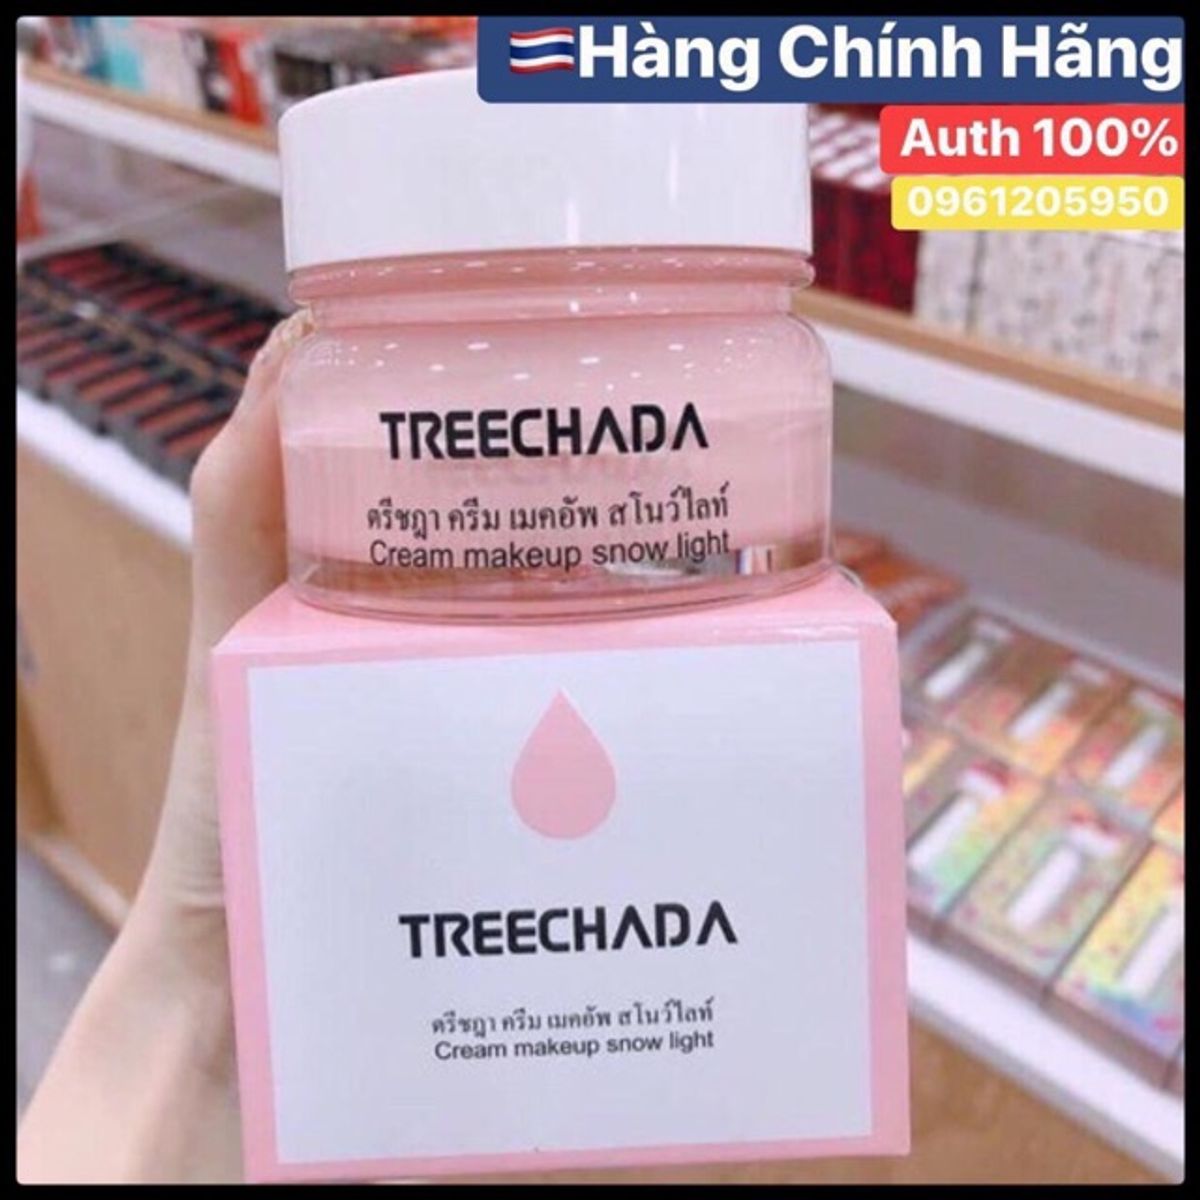 🇹🇭Hàng Chính Hãng
Auth 100%
0961205950
TREECHADA
ตรีชฎา ครีม เมคอัพ สโนว์ไลท์
Cream makeup snow light
TREECHADA
ตรีชฎา ครีม เมคอัพ สโนว์ไลท์
Cream makeup snow light